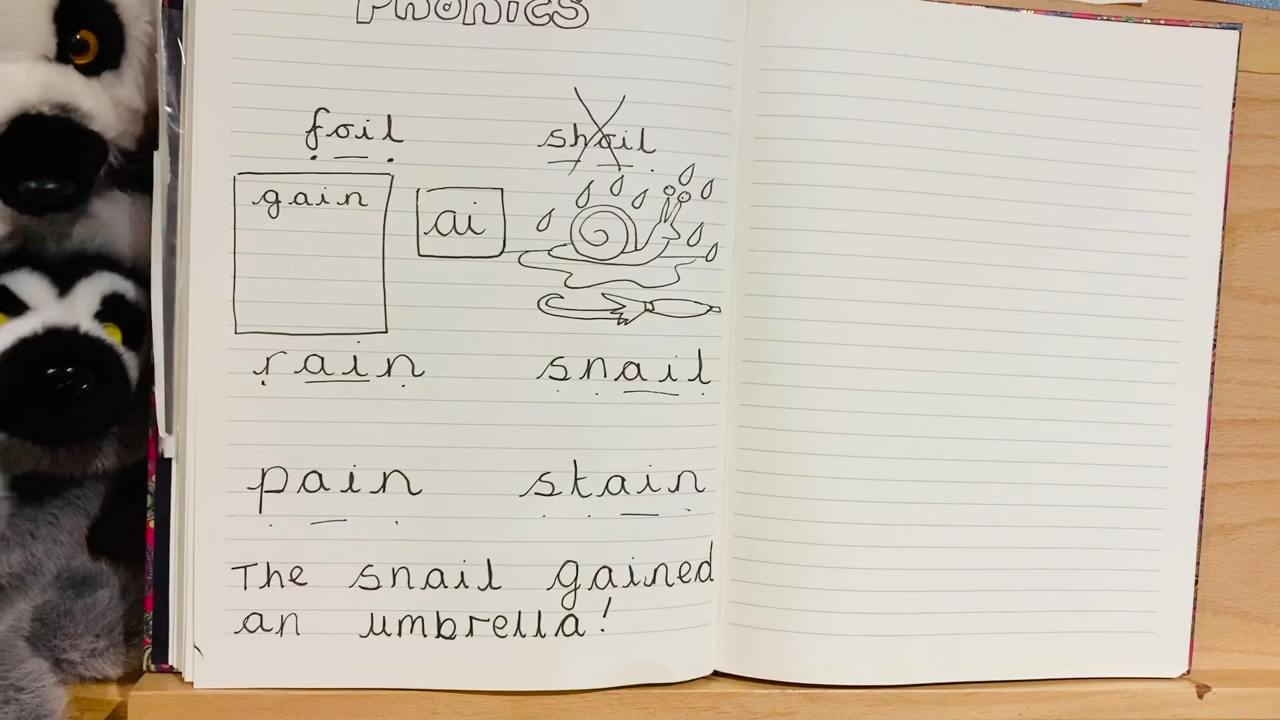 PHONICS
foil shail
gain
ai
rain snail
pain stain
The snail gained
an umbrella!